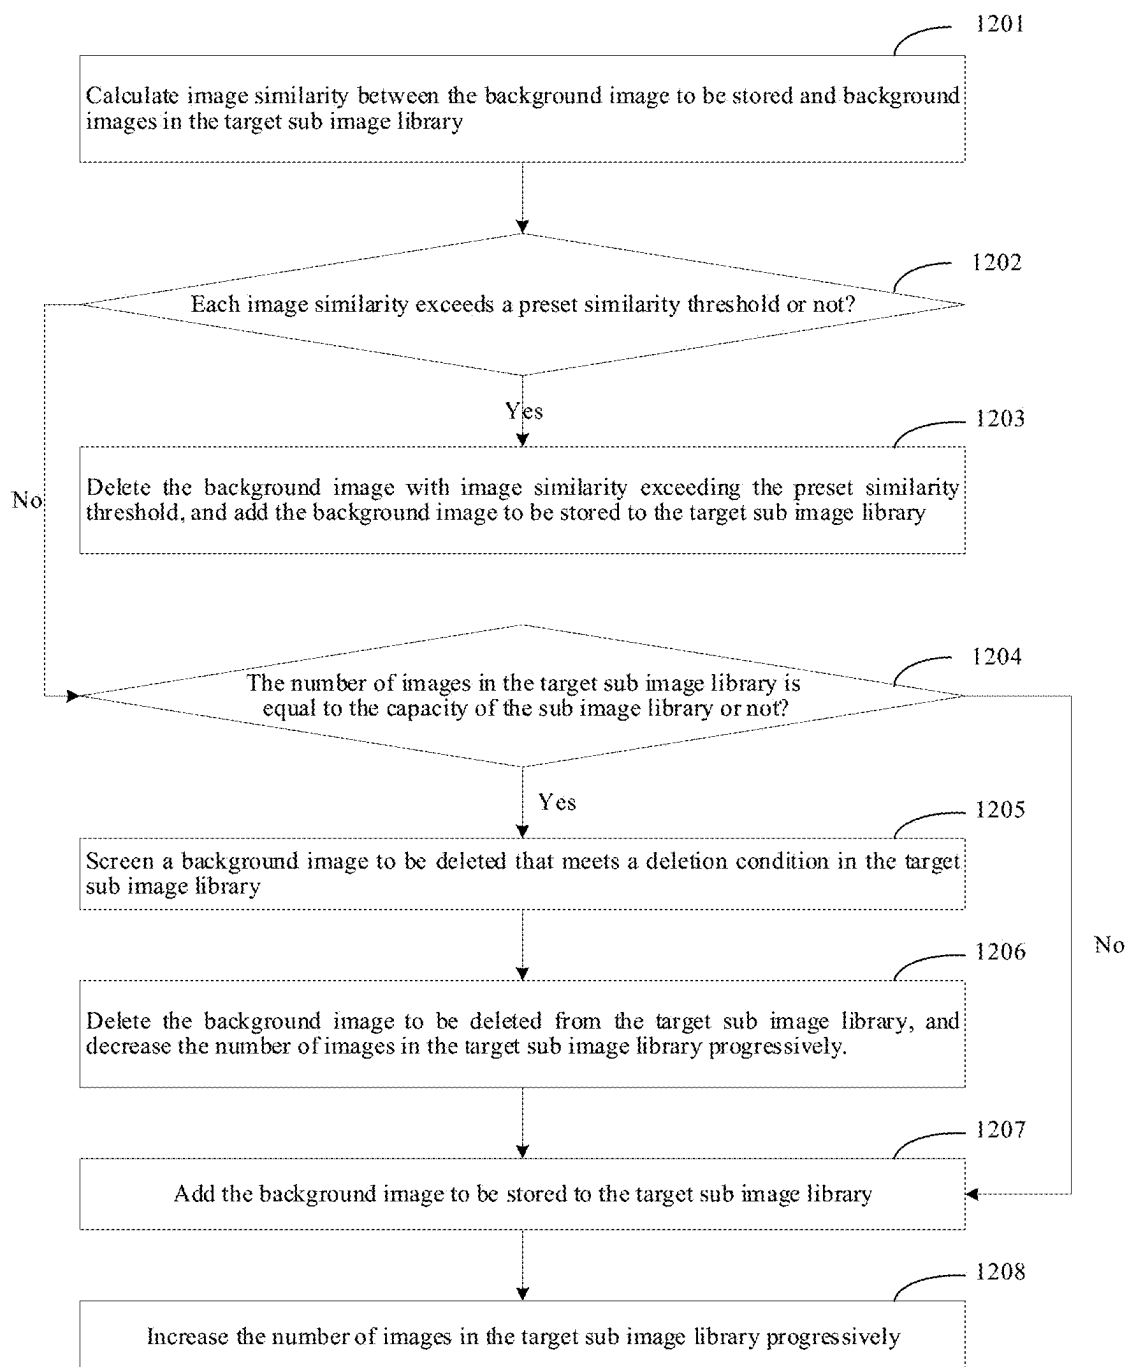 1201
Calculate image similarity between the background image to be stored and background
images in the target sub image library
1202
Each image similarity exceeds a preset similarity threshold or not?
Yes
1203
Delete the background image with image similarity exceeding the preset similarity
threshold, and add the background image to be stored to the target sub image library
No
1204
The number of images in the target sub image library is
equal to the capacity of the sub image library or not?
Yes
1205
Screen a background image to be deleted that meets a deletion condition in the target
sub image library
No
1206
Delete the background image to be deleted from the target sub image library, and
decrease the number of images in the target sub image library progressively.
1207
Add the background image to be stored to the target sub image library
1208
Increase the number of images in the target sub image library progressively